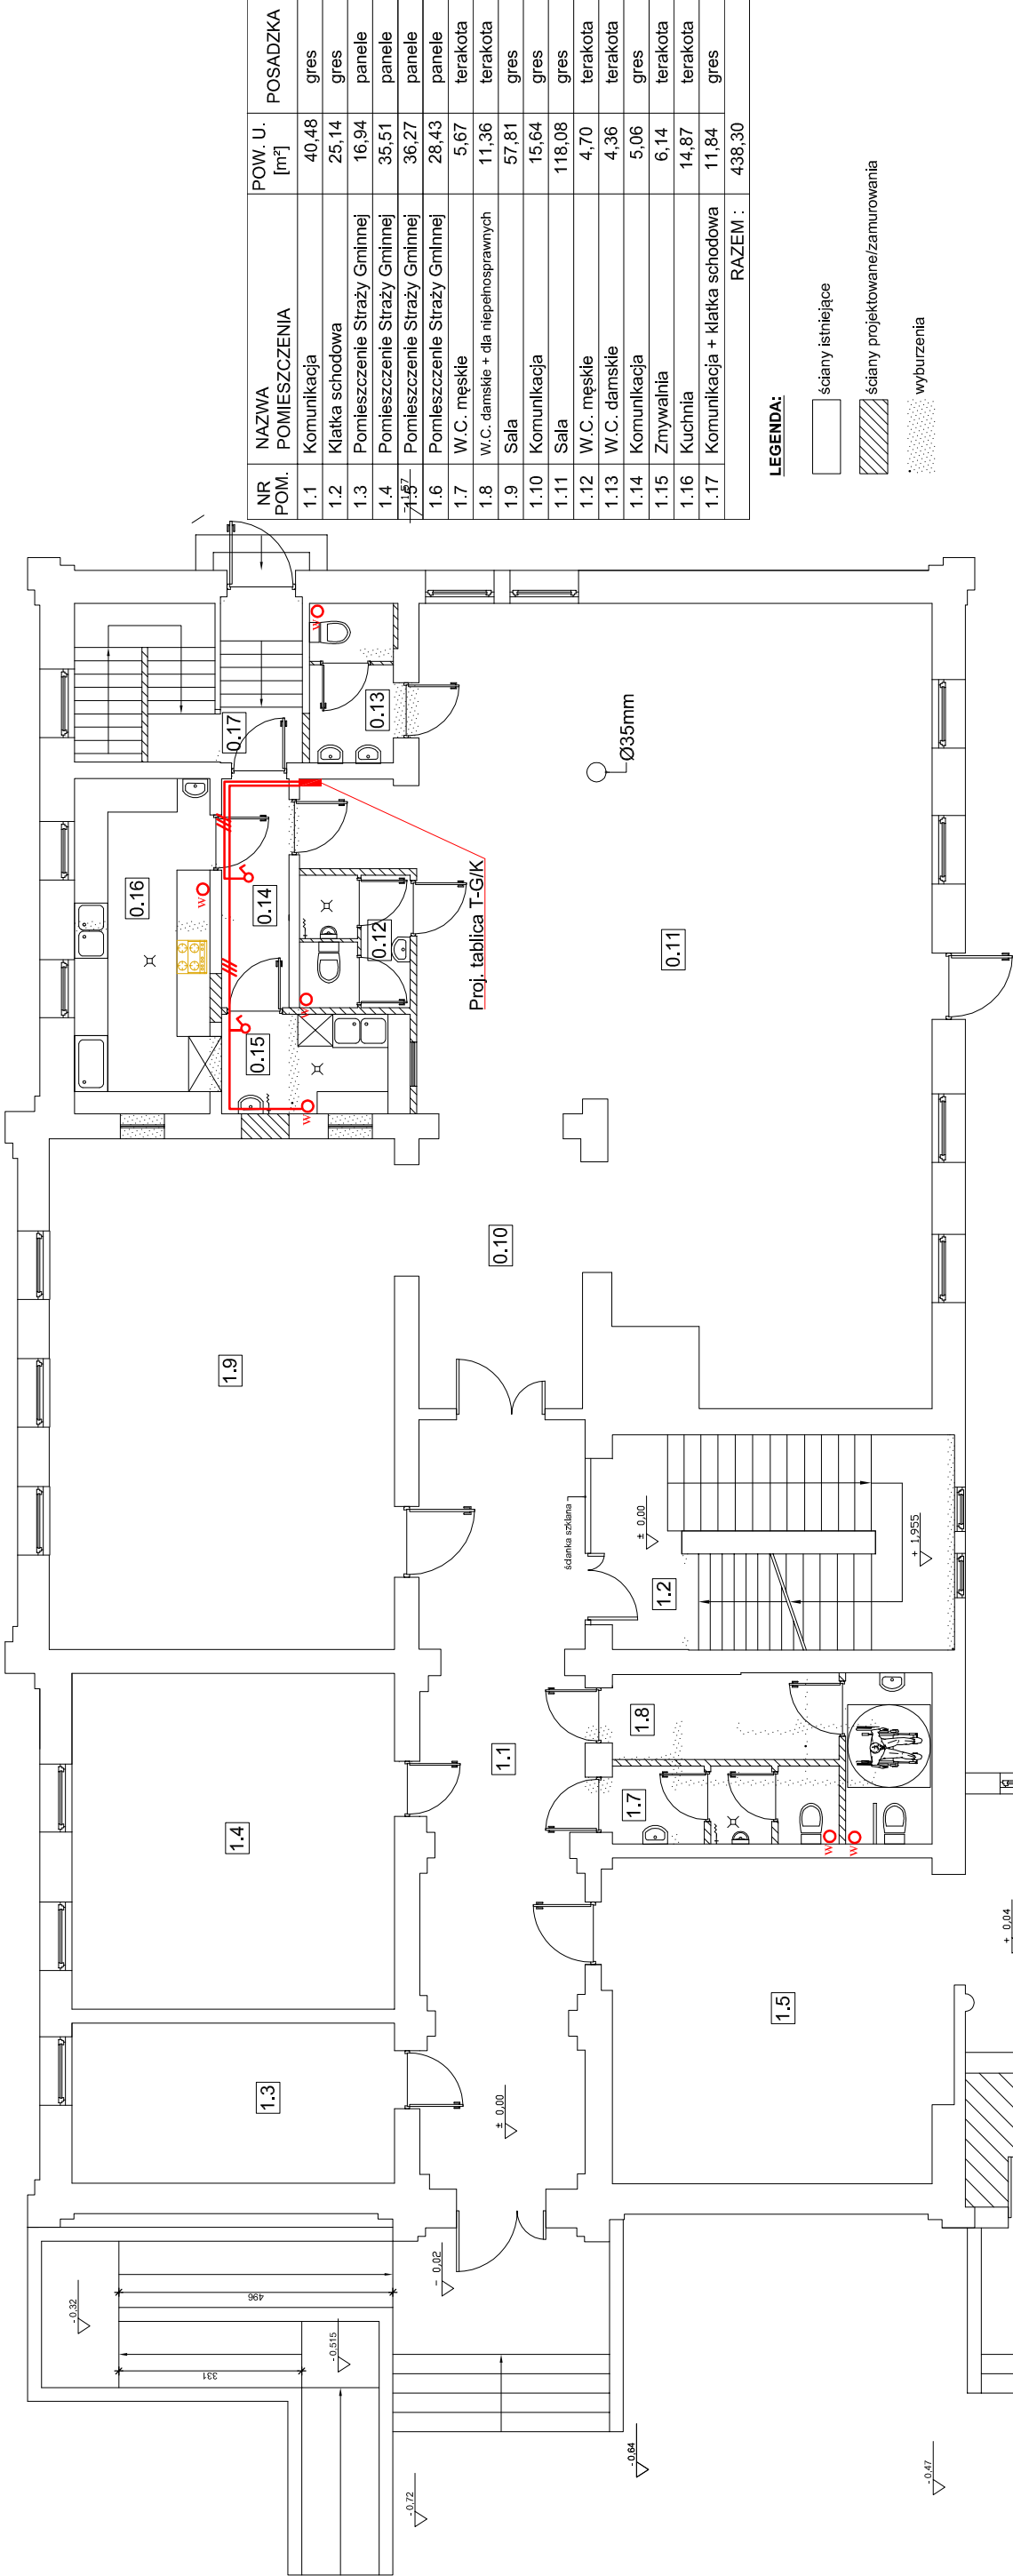 NR POM. NAZWA POMIESZCZENIA POW. U. [m²] POSADZKA
1.1 Komunikacja 40,48 gres
1.2 Klatka schodowa 25,14 gres
1.3 Pomieszczenie Straży Gminnej 16,94 panele
1.4 Pomieszczenie Straży Gminnej 35,51 panele
1.5 Pomieszczenie Straży Gminnej 36,27 panele
1.6 Pomieszczenie Straży Gminnej 28,43 panele
1.7 W.C. męskie 5,67 terakota
1.8 W.C. damskie + dla niepełnosprawnych 11,36 terakota
1.9 Sala 57,81 gres
1.10 Komunikacja 15,64 gres
1.11 Sala 118,08 gres
1.12 W.C. męskie 4,70 terakota
1.13 W.C. damskie 4,36 terakota
1.14 Komunikacja 5,06 gres
1.15 Zmywalnia 6,14 terakota
1.16 Kuchnia 14,87 terakota
1.17 Komunikacja + klatka schodowa 11,84 gres
RAZEM : 438,30
LEGENDA:
ściany istniejące
ściany projektowane/zamurowania
wyburzenia
0.16
0.17
0.13
0.14
0.15
0.12
0.11
0.10
Ø35mm
Proj. tablica T-G/K
w
w
w
w
w
w
1.9
1.4
1.3
1.1
1.2
1.8
1.7
1.5
ścianka szklana
± 0,00
+ 1,955
± 0,00
+ 0,04
- 0,02
- 0,32
- 0,515
- 0,72
- 0,64
- 0,47
496
331